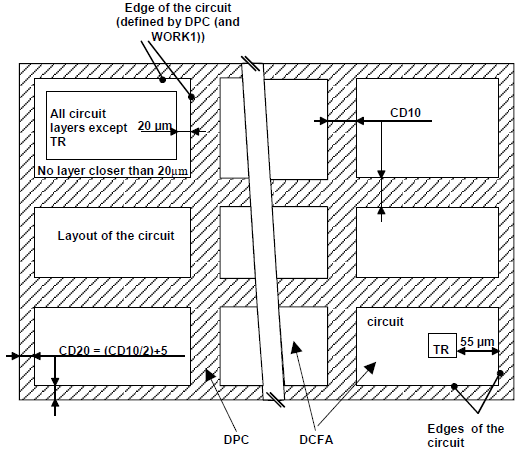 Edge of the circuit
(defined by DPC (and
WORK1))
All circuit
layers except
TR
20 µm
No layer closer than 20µm
CD10
Layout of the circuit
CD20 = (CD10/2)+5
circuit
TR
55 µm
DPC
DCFA
Edges of the
circuit